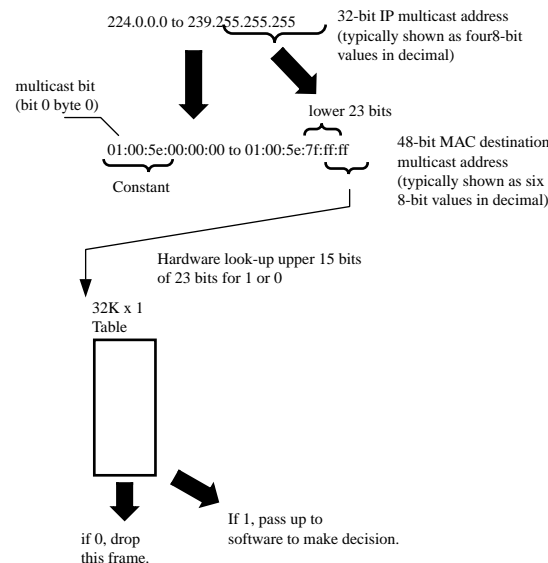 224.0.0.0 to 239.255.255.255
32-bit IP multicast address
(typically shown as four8-bit
values in decimal)
multicast bit
(bit 0 byte 0)
lower 23 bits
01:00:5e:00:00:00 to 01:00:5e:7f:ff:ff
Constant
48-bit MAC destination
multicast address
(typically shown as six
8-bit values in decimal)
Hardware look-up upper 15 bits
of 23 bits for 1 or 0
32K x 1
Table
if 0, drop
this frame.
If 1, pass up to
software to make decision.